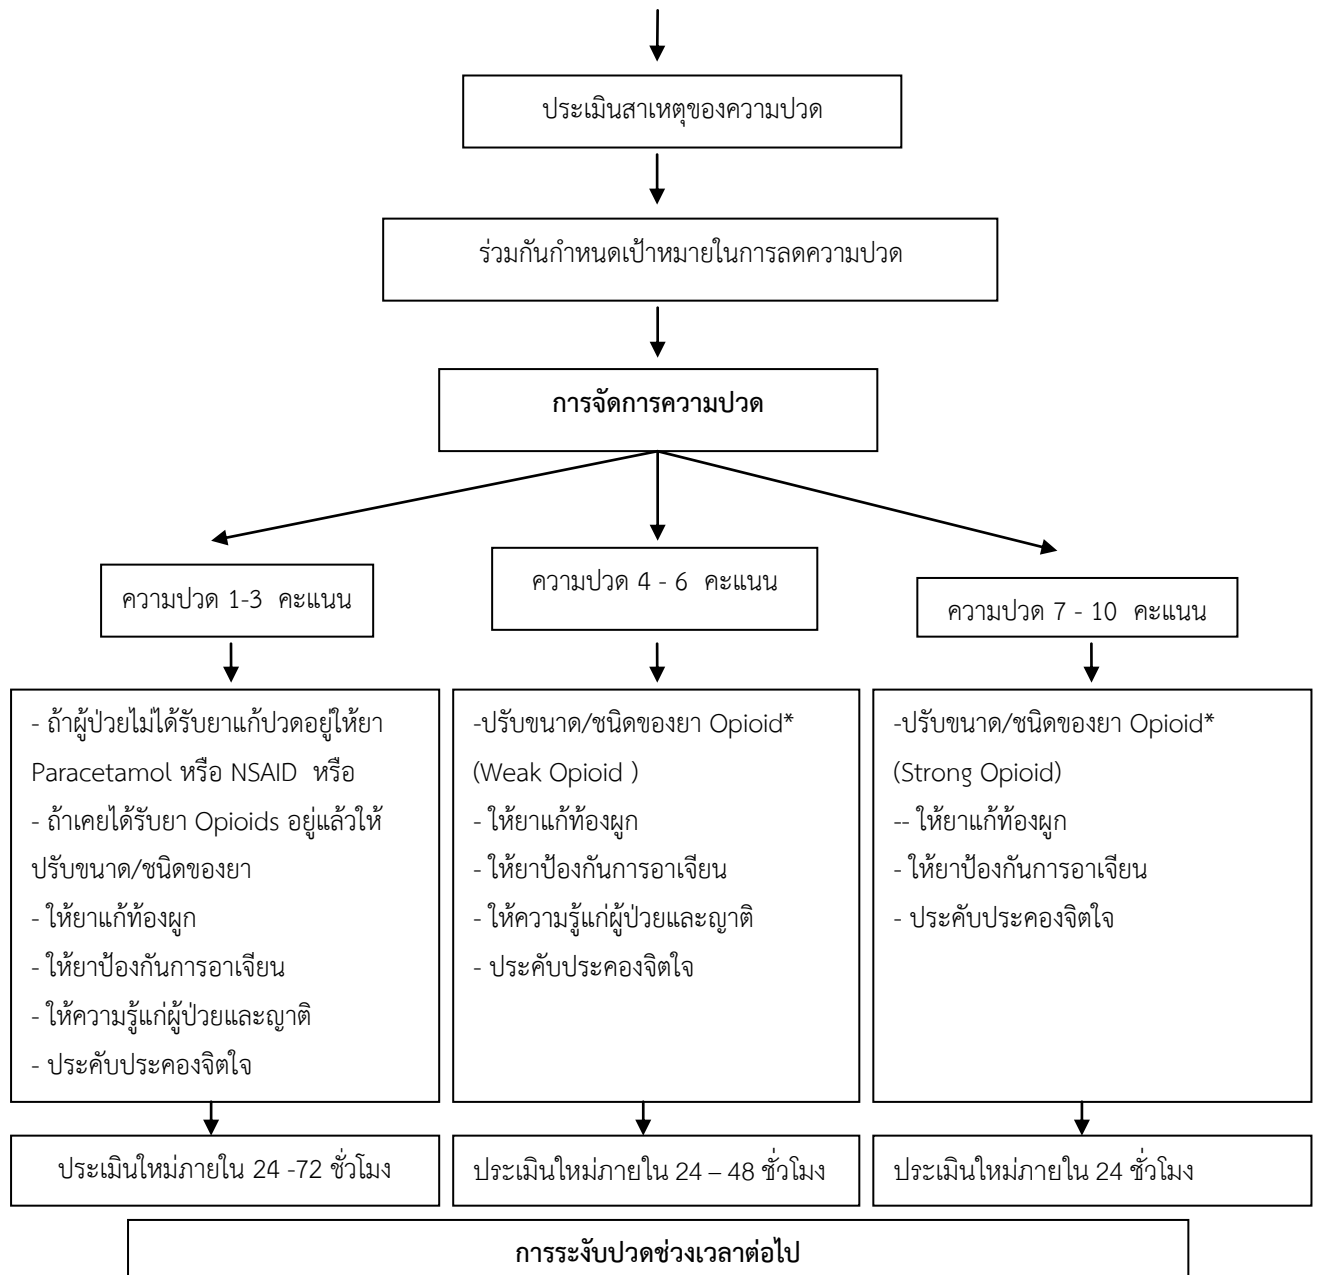 ประเมินสาเหตุของความปวด
ร่วมกันกำหนดเป้าหมายในการลดความปวด
การจัดการความปวด
ความปวด 1-3 คะแนน
ความปวด 4 - 6 คะแนน
ความปวด 7 - 10 คะแนน
- ถ้าผู้ป่วยไม่ได้รับยาแก้ปวดอยู่ให้ยา
Paracetamol หรือ NSAID หรือ
- ถ้าเคยได้รับยา Opioids อยู่แล้วให้
ปรับขนาด/ชนิดของยา
- ให้ยาแก้ท้องผูก
- ให้ยาป้องกันการอาเจียน
- ให้ความรู้แก่ผู้ป่วยและญาติ
- ประคับประคองจิตใจ
-ปรับขนาด/ชนิดของยา Opioid*
(Weak Opioid )
- ให้ยาแก้ท้องผูก
- ให้ยาป้องกันการอาเจียน
- ให้ความรู้แก่ผู้ป่วยและญาติ
- ประคับประคองจิตใจ
-ปรับขนาด/ชนิดของยา Opioid*
(Strong Opioid)
-- ให้ยาแก้ท้องผูก
- ให้ยาป้องกันการอาเจียน
- ประคับประคองจิตใจ
ประเมินใหม่ภายใน 24 -72 ชั่วโมง
ประเมินใหม่ภายใน 24 – 48 ชั่วโมง
ประเมินใหม่ภายใน 24 ชั่วโมง
การระงับปวดช่วงเวลาต่อไป